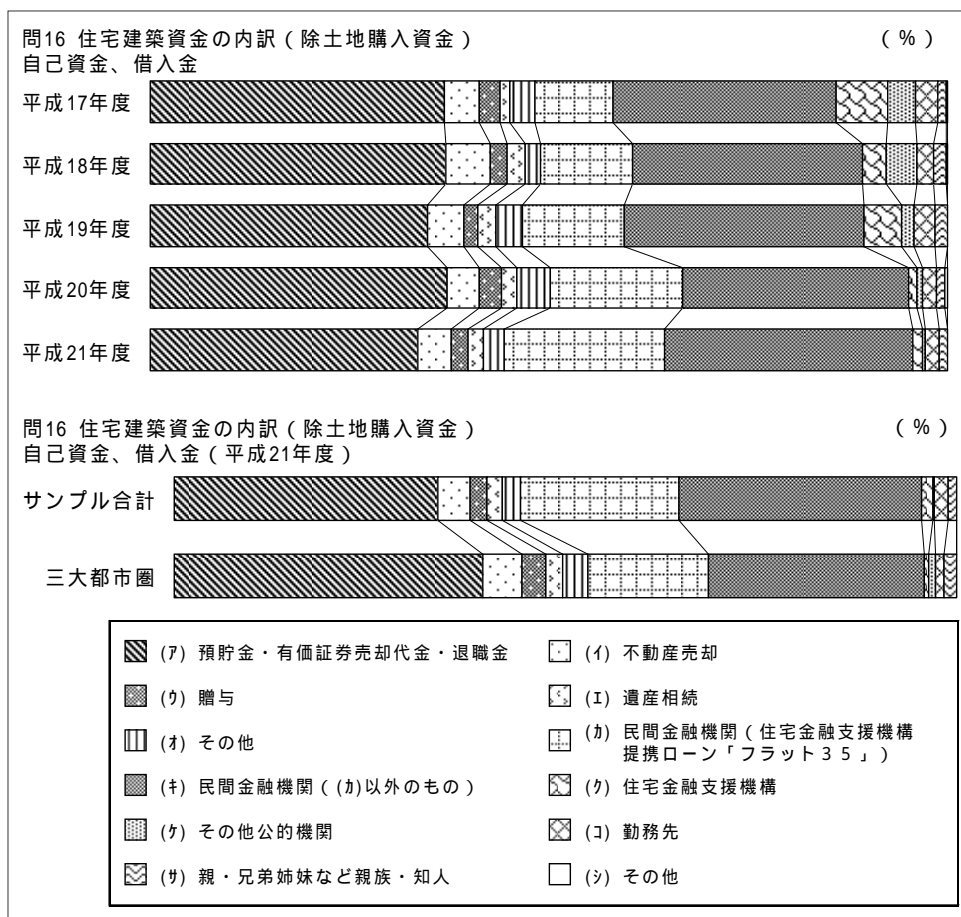 問16 住宅建築資金の内訳（除土地購入資金） （％）
自己資金、借入金
平成17年度
平成18年度
平成19年度
平成20年度
平成21年度
問16 住宅建築資金の内訳（除土地購入資金） （％）
自己資金、借入金（平成21年度）
サンプル合計
三大都市圏
(ｱ) 預貯金・有価証券売却代金・退職金
(ｲ) 不動産売却
(ｳ) 贈与
(ｴ) 遺産相続
(ｵ) その他
(ｶ) 民間金融機関（住宅金融支援機構
提携ローン「フラット３５」）
(ｷ) 民間金融機関（(ｶ)以外のもの）
(ｸ) 住宅金融支援機構
(ｹ) その他公的機関
(ｺ) 勤務先
(ｻ) 親・兄弟姉妹など親族・知人
(ｼ) その他